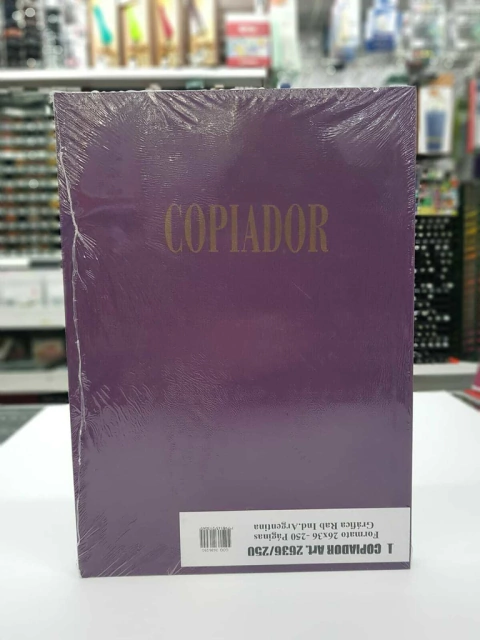 COPIADOR
1 COPIADOR Art. 2636/250
Formato 26x36 - 250 Páginas
Gráfica Rab Ind.Argentina